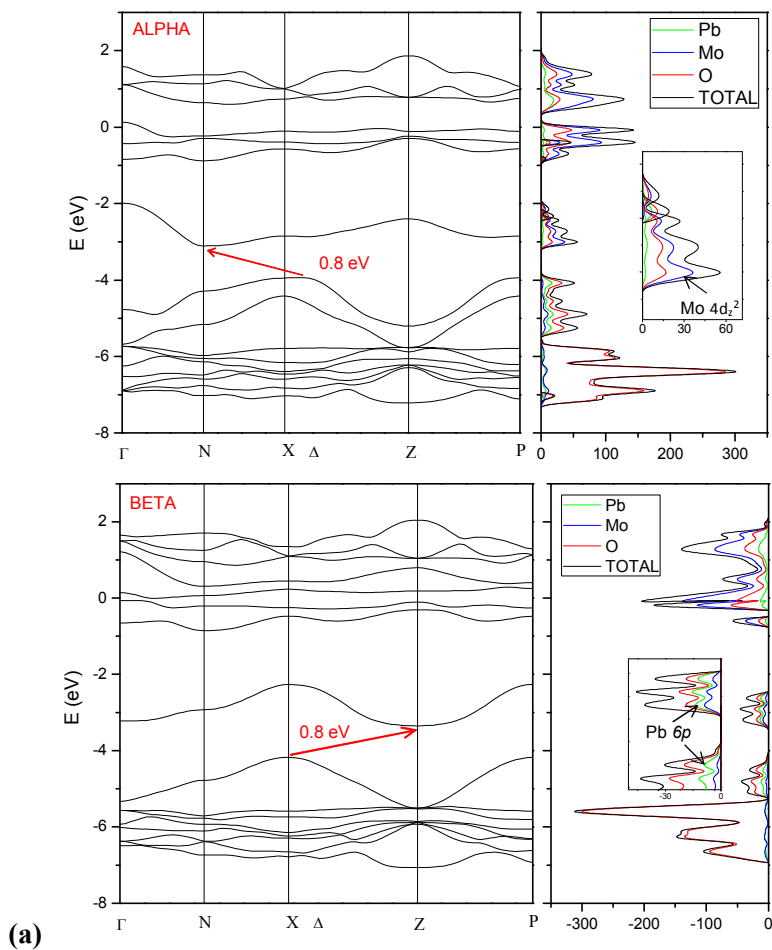 ALPHA
Pb
Mo
O
TOTAL
2
0
-2
-4
-6
-8
E (eV)
0.8 eV
0 30 60
Mo 4d_z^2
Γ N X Δ Z P
0 100 200 300
BETA
Pb
Mo
O
TOTAL
2
0
-2
-4
-6
-8
E (eV)
0.8 eV
Pb 6p
-30 0
Γ N X Δ Z P
-300 -200 -100 0
(a)